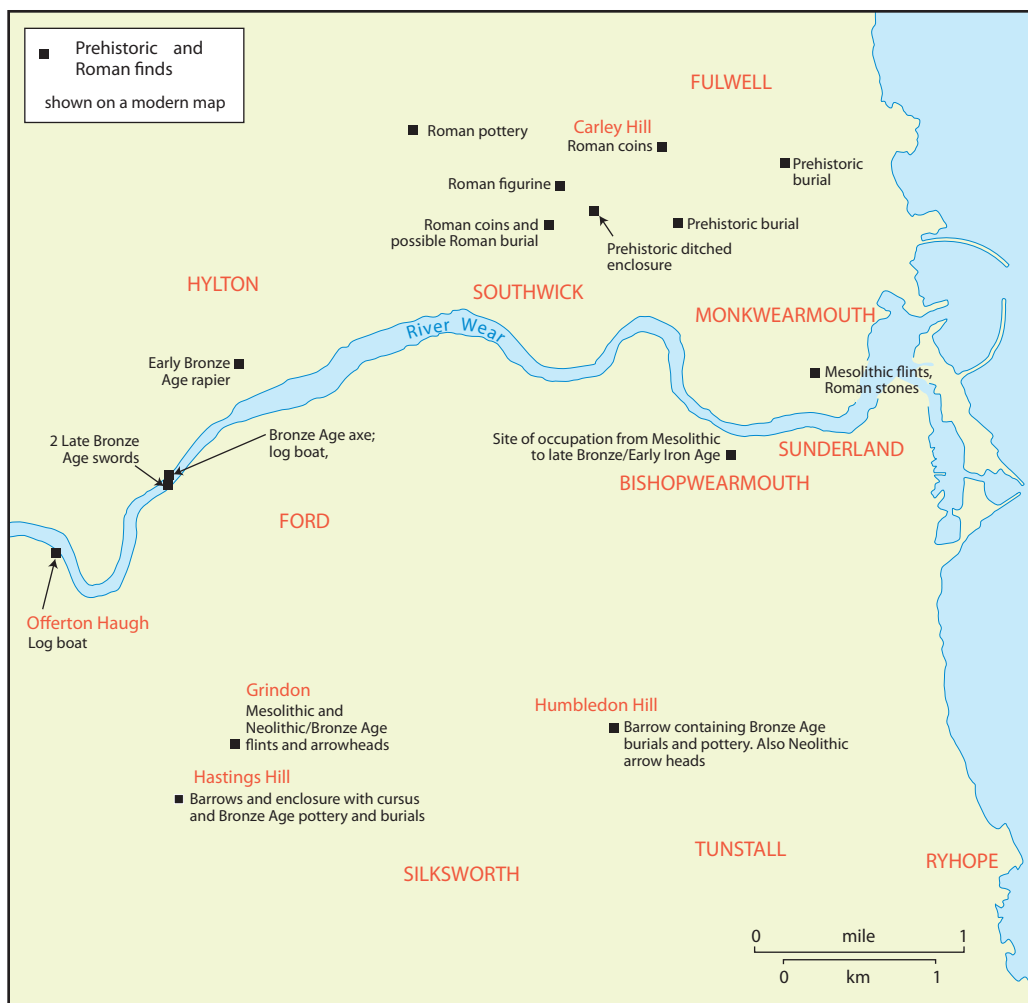 Prehistoric and
Roman finds
shown on a modern map
FULWELL
Roman pottery
Carley Hill
Roman coins
Prehistoric
burial
Roman figurine
Roman coins and
possible Roman burial
Prehistoric burial
Prehistoric ditched
enclosure
HYLTON
SOUTHWICK
MONKWEARMOUTH
River Wear
Early Bronze
Age rapier
Mesolithic flints,
Roman stones
2 Late Bronze
Age swords
Bronze Age axe;
log boat,
Site of occupation from Mesolithic
to late Bronze/Early Iron Age
SUNDERLAND
BISHOPWEARMOUTH
FORD
Offerton Haugh
Log boat
Grindon
Mesolithic and
Neolithic/Bronze Age
flints and arrowheads
Humbledon Hill
Barrow containing Bronze Age
burials and pottery. Also Neolithic
arrow heads
Hastings Hill
Barrows and enclosure with cursus
and Bronze Age pottery and burials
TUNSTALL
RYHOPE
SILKSWORTH
0 mile 1
0 km 1